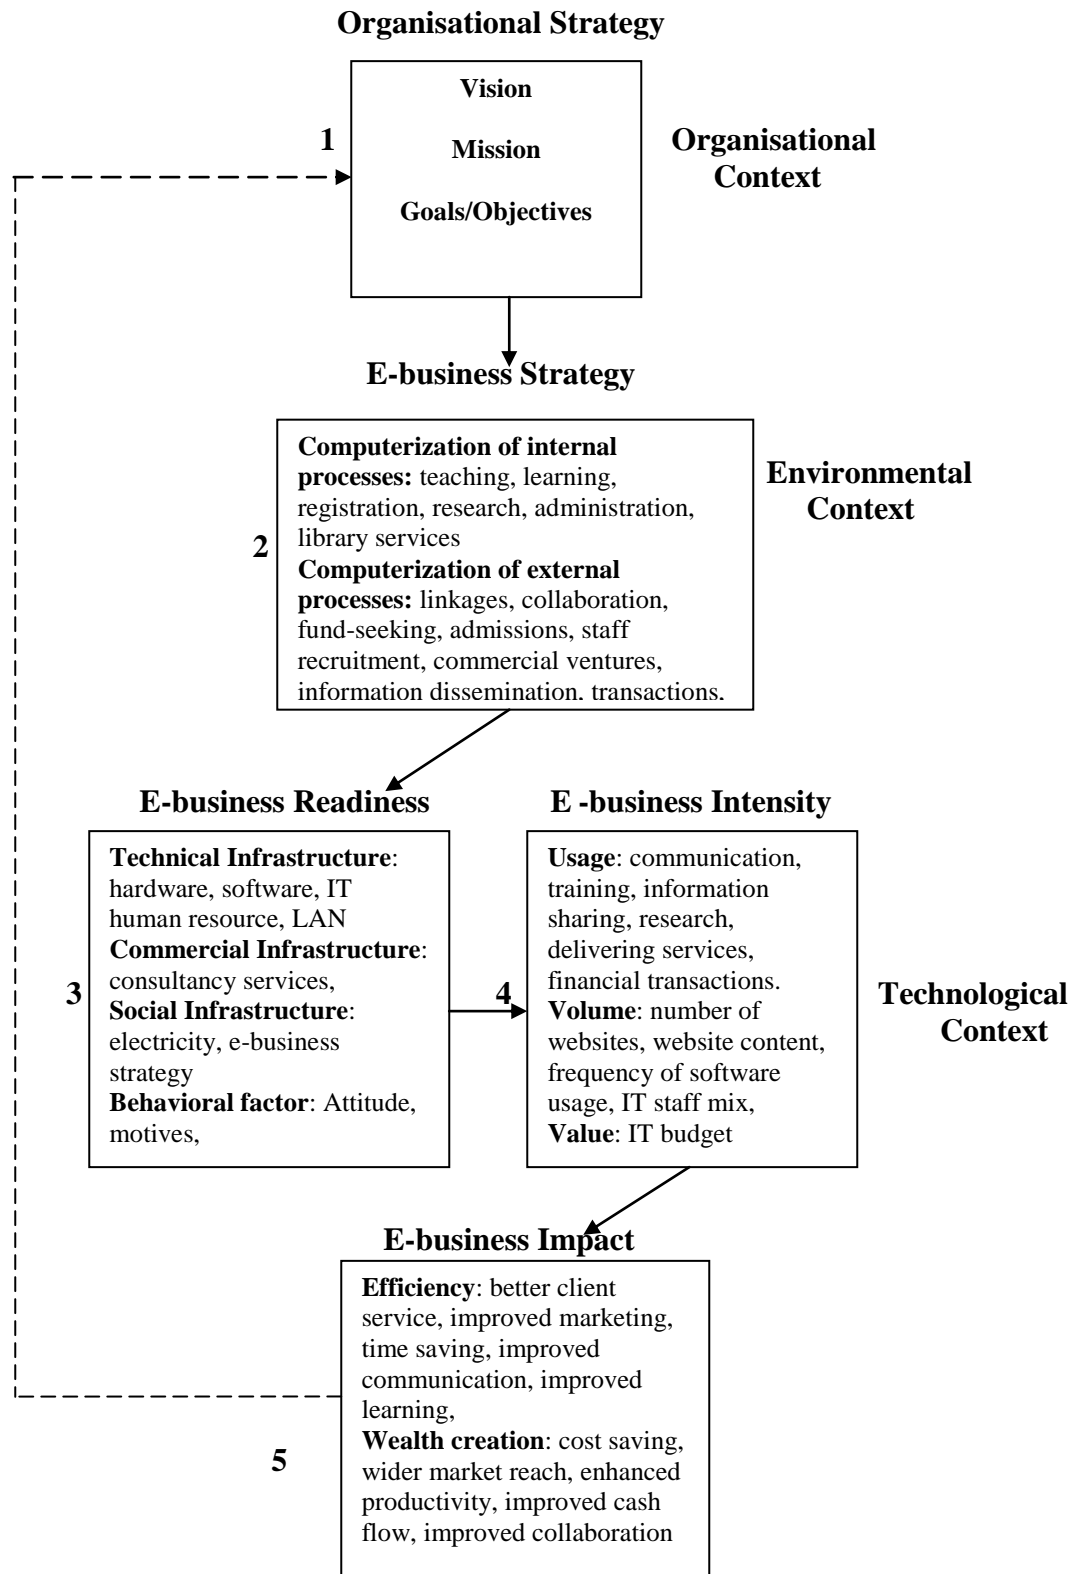 Organisational Strategy
Vision
1
Mission
Goals/Objectives
Organisational
Context
E-business Strategy
Computerization of internal
processes: teaching, learning,
registration, research, administration,
library services
2
Computerization of external
processes: linkages, collaboration,
fund-seeking, admissions, staff
recruitment, commercial ventures,
information dissemination, transactions.
Environmental
Context
E-business Readiness
3
Technical Infrastructure:
hardware, software, IT
human resource, LAN
Commercial Infrastructure:
consultancy services,
Social Infrastructure:
electricity, e-business
strategy
Behavioral factor: Attitude,
motives,
E -business Intensity
4
Usage: communication,
training, information
sharing, research,
delivering services,
financial transactions.
Volume: number of
websites, website content,
frequency of software
usage, IT staff mix,
Value: IT budget
Technological
Context
E-business Impact
5
Efficiency: better client
service, improved marketing,
time saving, improved
communication, improved
learning,
Wealth creation: cost saving,
wider market reach, enhanced
productivity, improved cash
flow, improved collaboration